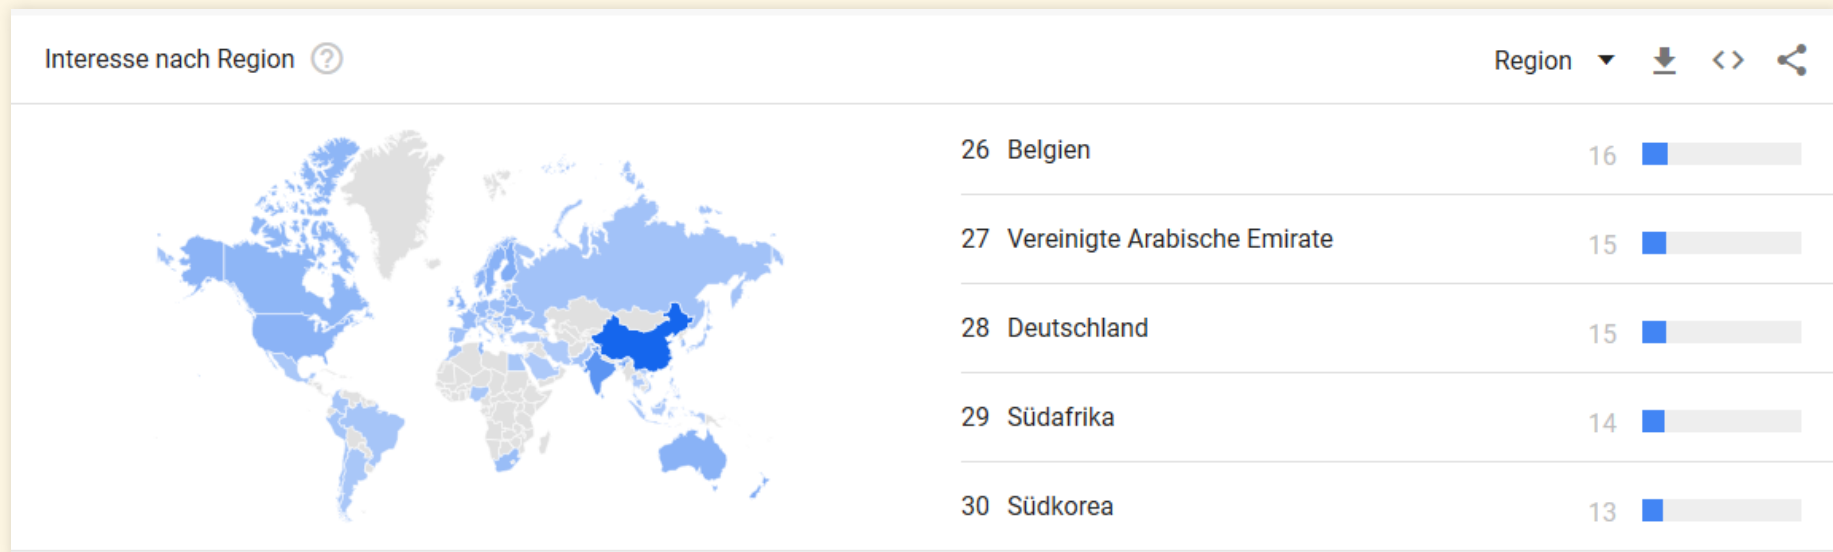 Interesse nach Region ?
Region
26 Belgien 16
27 Vereinigte Arabische Emirate 15
28 Deutschland 15
29 Südafrika 14
30 Südkorea 13